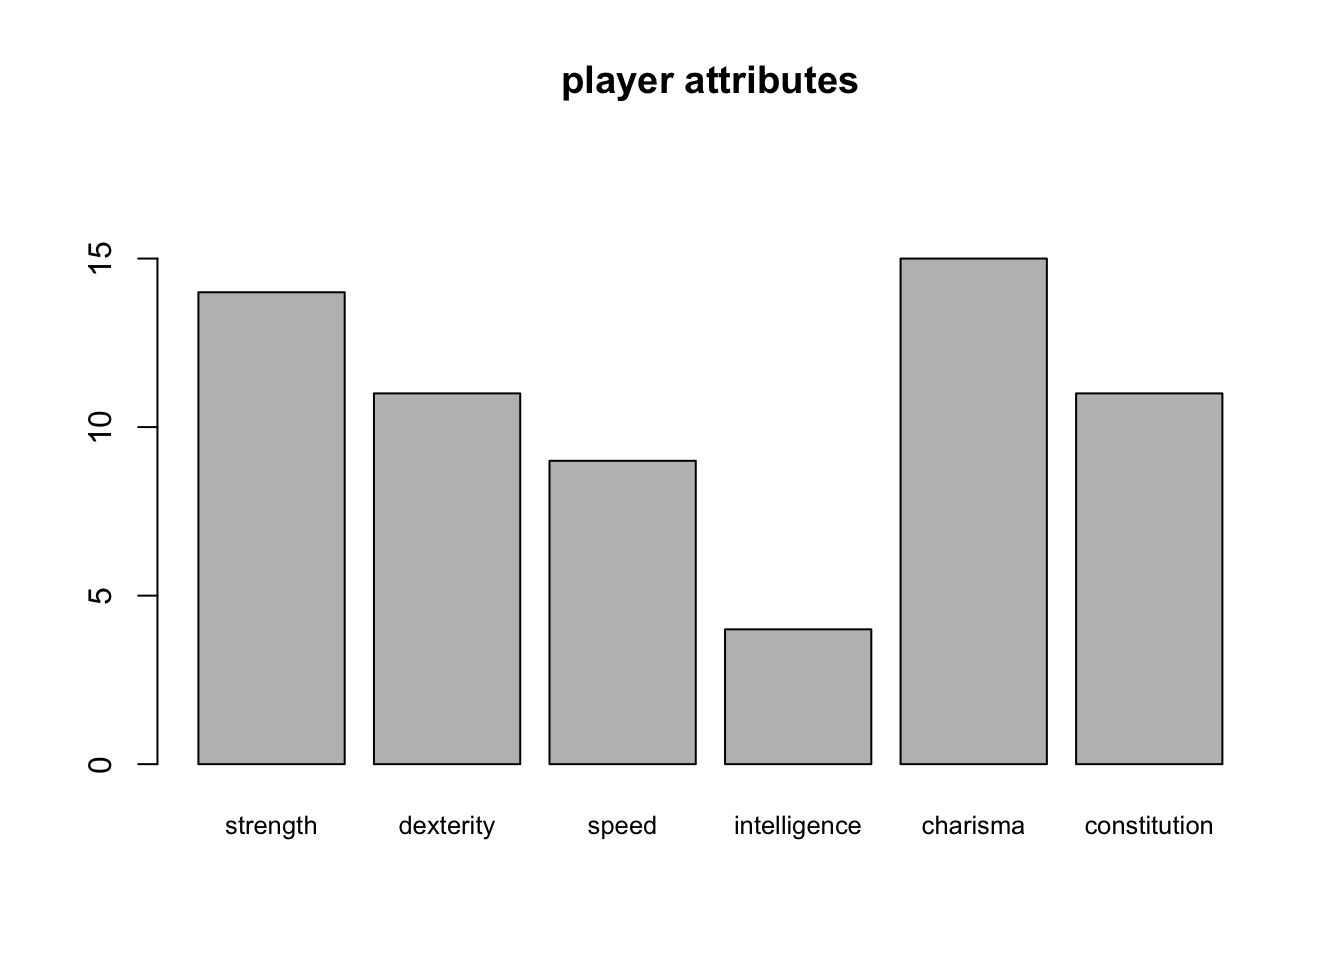 player attributes
15
10
5
0
strength dexterity speed intelligence charisma constitution